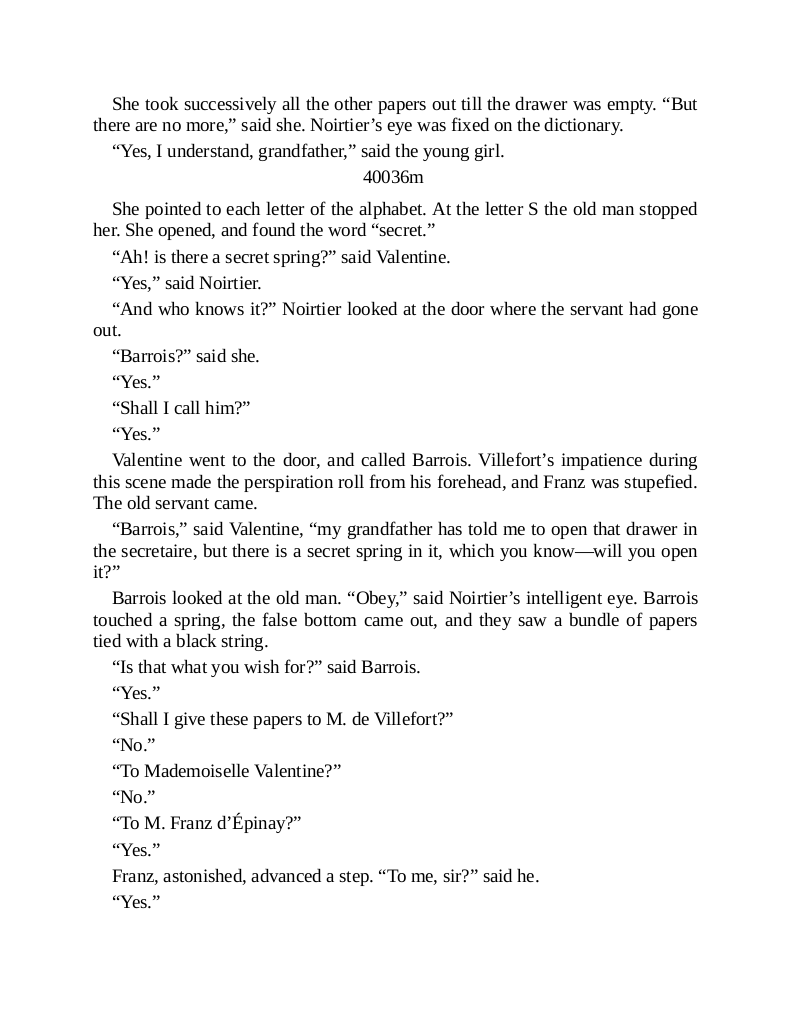 She took successively all the other papers out till the drawer was empty. “But
there are no more,” said she. Noirtier’s eye was fixed on the dictionary.
“Yes, I understand, grandfather,” said the young girl.
40036m
She pointed to each letter of the alphabet. At the letter S the old man stopped
her. She opened, and found the word “secret.”
“Ah! is there a secret spring?” said Valentine.
“Yes,” said Noirtier.
“And who knows it?” Noirtier looked at the door where the servant had gone
out.
“Barrois?” said she.
“Yes.”
“Shall I call him?”
“Yes.”
Valentine went to the door, and called Barrois. Villefort’s impatience during
this scene made the perspiration roll from his forehead, and Franz was stupefied.
The old servant came.
“Barrois,” said Valentine, “my grandfather has told me to open that drawer in
the secretaire, but there is a secret spring in it, which you know—will you open
it?”
Barrois looked at the old man. “Obey,” said Noirtier’s intelligent eye. Barrois
touched a spring, the false bottom came out, and they saw a bundle of papers
tied with a black string.
“Is that what you wish for?” said Barrois.
“Yes.”
“Shall I give these papers to M. de Villefort?”
“No.”
“To Mademoiselle Valentine?”
“No.”
“To M. Franz d’Épinay?”
“Yes.”
Franz, astonished, advanced a step. “To me, sir?” said he.
“Yes.”